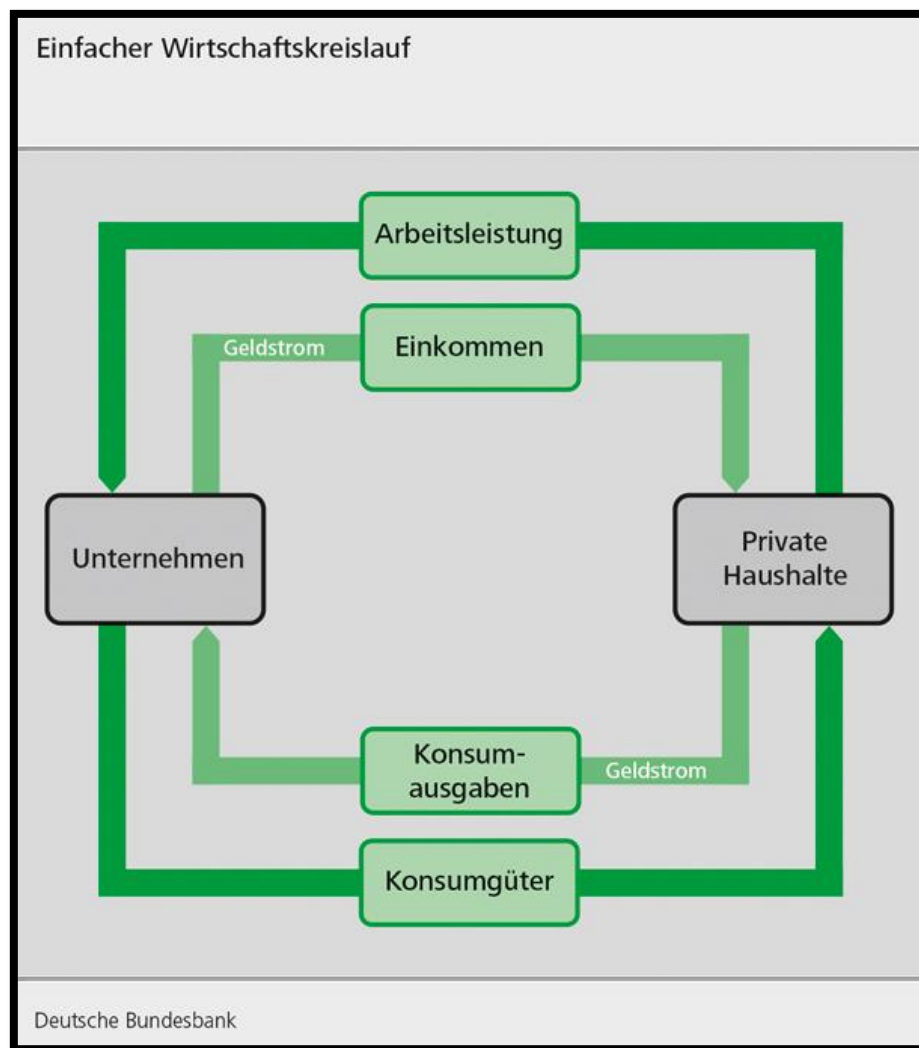 Einfacher Wirtschaftskreislauf
Arbeitsleistung
Geldstrom
Einkommen
Unternehmen
Private
Haushalte
Konsum-
ausgaben
Geldstrom
Konsumgüter
Deutsche Bundesbank